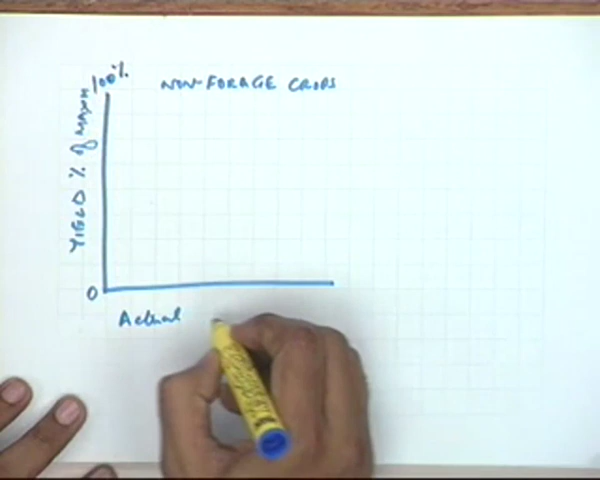 100%
NON-FORAGE CROPS
YIELD % of MAXM
0
Actual